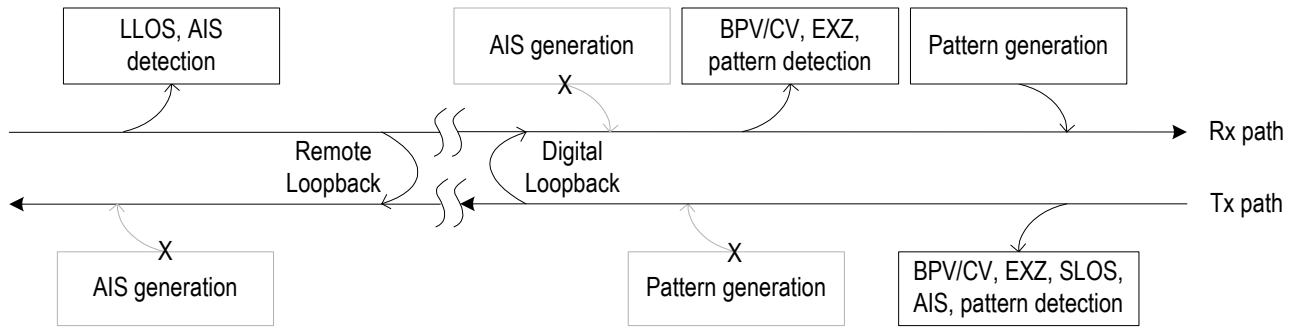 LLOS, AIS
detection
AIS generation
BPV/CV, EXZ,
pattern detection
Pattern generation
X
Rx path
Remote
Loopback
Digital
Loopback
Tx path
X
AIS generation
X
Pattern generation
BPV/CV, EXZ, SLOS,
AIS, pattern detection